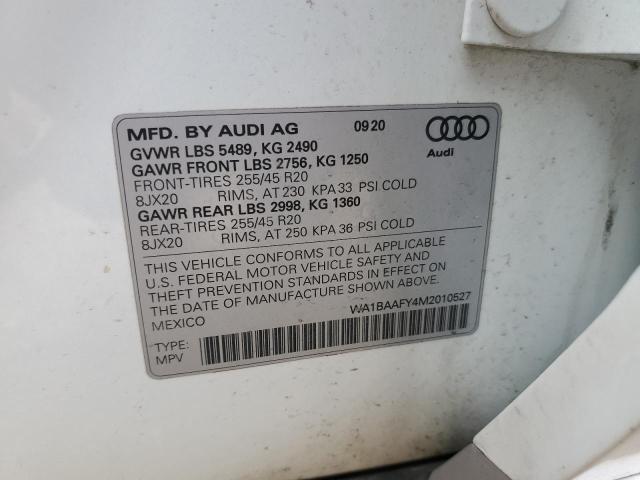 MFD. BY AUDI AG 09 20
GVWR LBS 5489, KG 2490
GAWR FRONT LBS 2756, KG 1250
FRONT-TIRES 255/45 R20
8JX20 RIMS, AT 230 KPA 33 PSI COLD
GAWR REAR LBS 2998, KG 1360
REAR-TIRES 255/45 R20
8JX20 RIMS, AT 250 KPA 36 PSI COLD
Audi
THIS VEHICLE CONFORMS TO ALL APPLICABLE
U.S. FEDERAL MOTOR VEHICLE SAFETY AND
THEFT PREVENTION STANDARDS IN EFFECT ON
THE DATE OF MANUFACTURE SHOWN ABOVE.
MEXICO
WA1BAAFY4M2010527
TYPE:
MPV